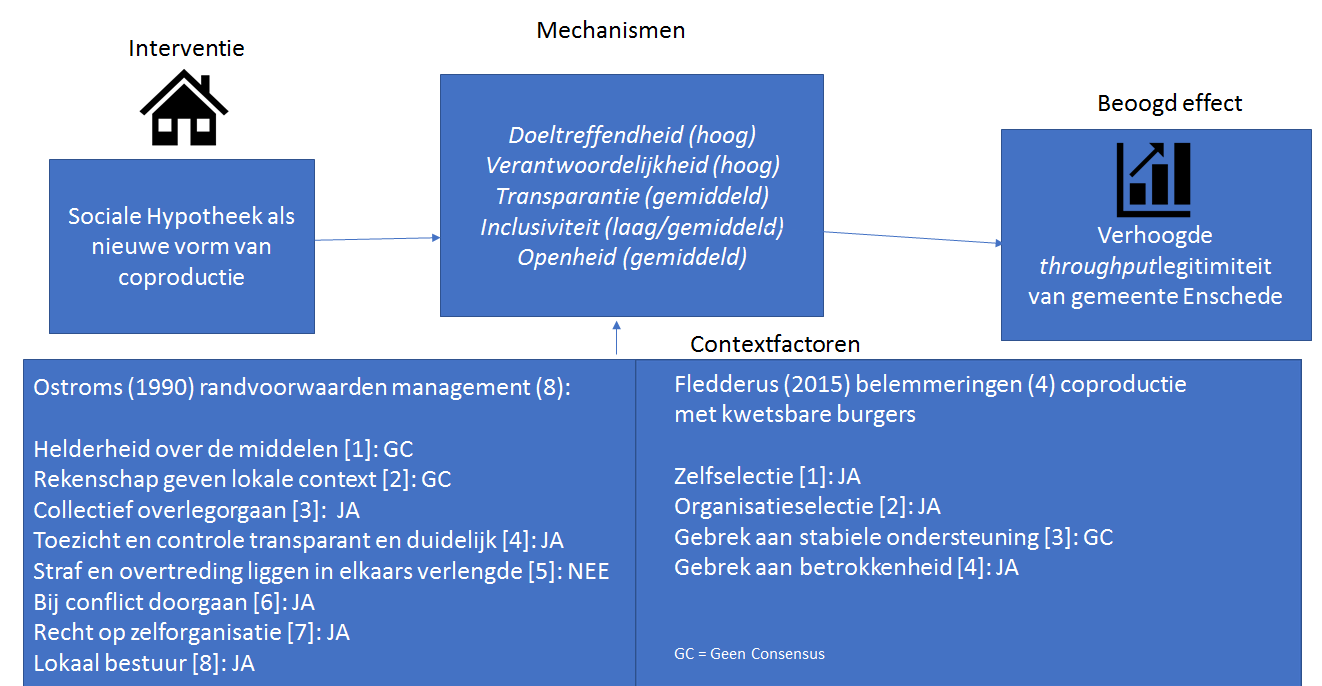 Interventie
Sociale Hypotheek als
nieuwe vorm van
coproductie
Mechanismen
Doeltreffendheid (hoog)
Verantwoordelijkheid (hoog)
Transparantie (gemiddeld)
Inclusiviteit (laag/gemiddeld)
Openheid (gemiddeld)
Beoogd effect
Verhoogde
throughputlegitimiteit
van gemeente Enschede
Contextfactoren
Ostroms (1990) randvoorwaarden management (8):
Helderheid over de middelen [1]: GC
Rekenschap geven lokale context [2]: GC
Collectief overlegorgaan [3]: JA
Toezicht en controle transparant en duidelijk [4]: JA
Straf en overtreding liggen in elkaars verlengde [5]: NEE
Bij conflict doorgaan [6]: JA
Recht op zelforganisatie [7]: JA
Lokaal bestuur [8]: JA
Fledderus (2015) belemmeringen (4) coproductie
met kwetsbare burgers
Zelfselectie [1]: JA
Organisatieselectie [2]: JA
Gebrek aan stabiele ondersteuning [3]: GC
Gebrek aan betrokkenheid [4]: JA
GC = Geen Consensus